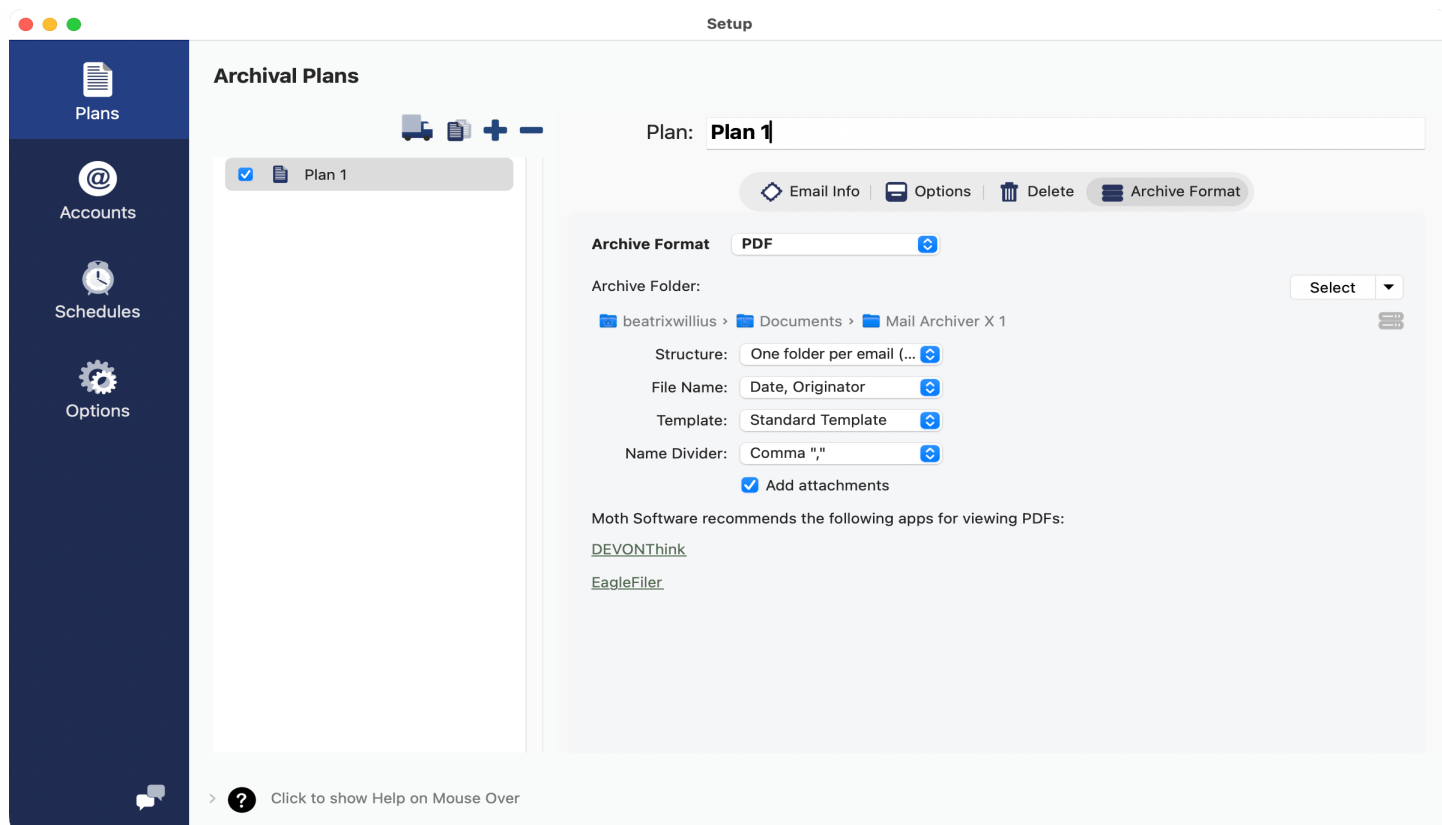 Setup
Plans
Accounts
Schedules
Options
Archival Plans
Plan 1
Plan: Plan 1
Email Info
Options
Delete
Archive Format
Archive Format PDF
Archive Folder:
Select
beatrixwillius › Documents › Mail Archiver X 1
Structure: One folder per email (...
File Name: Date, Originator
Template: Standard Template
Name Divider: Comma ","
Add attachments
Moth Software recommends the following apps for viewing PDFs:
DEVONThink
EagleFiler
? Click to show Help on Mouse Over